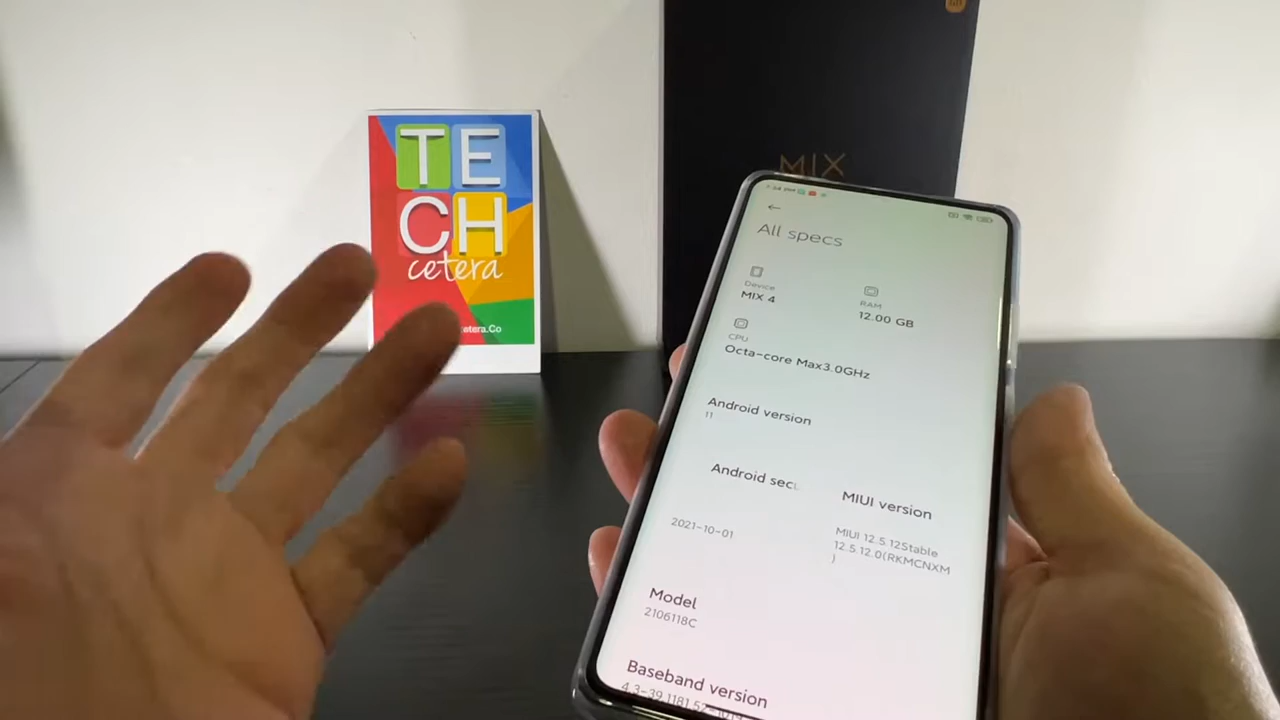 TE
CH
cetera
etera.Co
MIX
All specs
Device
MIX 4
RAM
12.00 GB
CPU
Octa-core Max3.0GHz
Android version
11
Android sec
2021-10-01
MIUI version
MIUI 12.5.12Stable
12.5.12.0(RKMCNXM
)
Model
2106118C
Baseband version